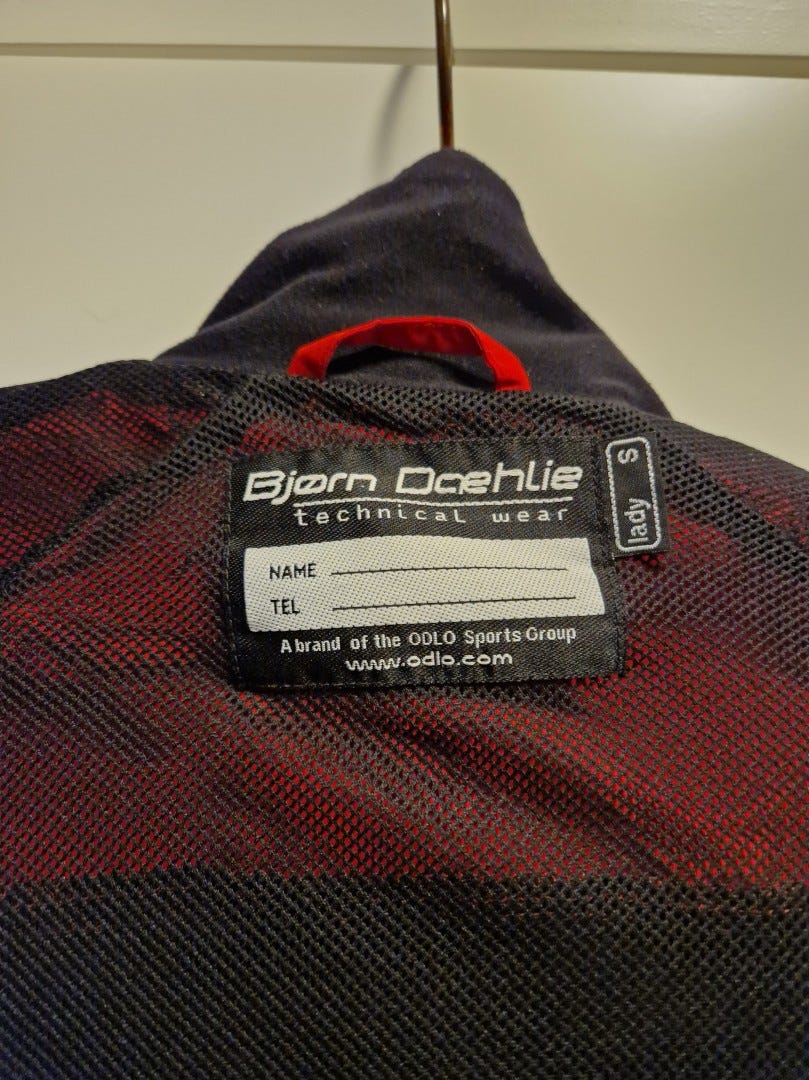 Bjørn Dæhlie
technical wear
NAME
TEL
A brand of the ODLO Sports Group
www.odlo.com
lady S